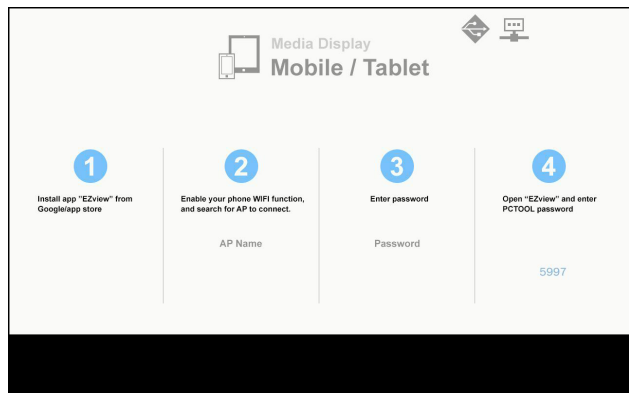 Media Display
Mobile / Tablet
1
Install app "EZview" from
Google/app store
2
Enable your phone WIFI function,
and search for AP to connect.
AP Name
3
Enter password
Password
4
Open “EZview” and enter
PCTOOL password
5997